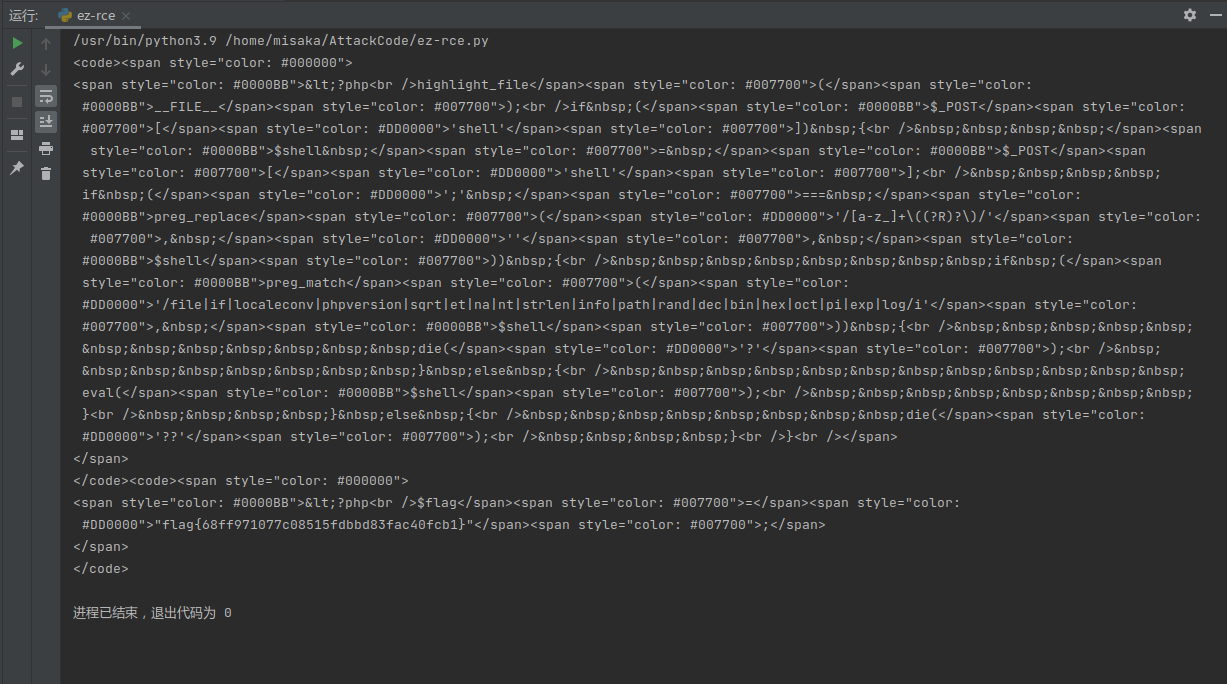 运行:
ez-rce
/usr/bin/python3.9 /home/misaka/AttackCode/ez-rce.py
<code><span style="color: #000000">
<span style="color: #0000BB">&lt;?php<br />highlight_file</span><span style="color: #007700">(</span><span style="color:
#0000BB">__FILE__</span><span style="color: #007700">);<br />if&nbsp;(</span><span style="color: #0000BB">$_POST</span><span style="color:
#007700">[</span><span style="color: #DD0000">'shell'</span><span style="color: #007700">])&nbsp;{<br />&nbsp;&nbsp;&nbsp;&nbsp;</span><span
style="color: #0000BB">$shell&nbsp;</span><span style="color: #007700">=&nbsp;</span><span style="color: #0000BB">$_POST</span><span
style="color: #007700">[</span><span style="color: #DD0000">'shell'</span><span style="color: #007700">];<br />&nbsp;&nbsp;&nbsp;&nbsp;
if&nbsp;(</span><span style="color: #DD0000">';'&nbsp;</span><span style="color: #007700">===&nbsp;</span><span style="color:
#0000BB">preg_replace</span><span style="color: #007700">(</span><span style="color: #DD0000">'/[a-z_]+\((?R)?\)/'</span><span style="color:
#007700">,&nbsp;</span><span style="color: #DD0000">''</span><span style="color: #007700">,&nbsp;</span><span style="color:
#0000BB">$shell</span><span style="color: #007700">))&nbsp;{<br />&nbsp;&nbsp;&nbsp;&nbsp;&nbsp;&nbsp;&nbsp;&nbsp;if&nbsp;(</span><span
style="color: #0000BB">preg_match</span><span style="color: #007700">(</span><span style="color:
#DD0000">'/file|if|localeconv|phpversion|sqrt|et|na|nt|strlen|info|path|rand|dec|bin|hex|oct|pi|exp|log/i'</span><span style="color:
#007700">,&nbsp;</span><span style="color: #0000BB">$shell</span><span style="color: #007700">))&nbsp;{<br />&nbsp;&nbsp;&nbsp;&nbsp;&nbsp;
&nbsp;&nbsp;&nbsp;&nbsp;&nbsp;&nbsp;&nbsp;die(</span><span style="color: #DD0000">'?'</span><span style="color: #007700">);<br />&nbsp;
&nbsp;&nbsp;&nbsp;&nbsp;&nbsp;&nbsp;&nbsp;}&nbsp;else&nbsp;{<br />&nbsp;&nbsp;&nbsp;&nbsp;&nbsp;&nbsp;&nbsp;&nbsp;&nbsp;&nbsp;&nbsp;&nbsp;
eval(</span><span style="color: #0000BB">$shell</span><span style="color: #007700">);<br />&nbsp;&nbsp;&nbsp;&nbsp;&nbsp;&nbsp;&nbsp;&nbsp;
}<br />&nbsp;&nbsp;&nbsp;&nbsp;}&nbsp;else&nbsp;{<br />&nbsp;&nbsp;&nbsp;&nbsp;&nbsp;&nbsp;&nbsp;&nbsp;die(</span><span style="color:
#DD0000">'??'</span><span style="color: #007700">);<br />&nbsp;&nbsp;&nbsp;&nbsp;}<br />}<br /></span>
</span>
</code><code><span style="color: #000000">
<span style="color: #0000BB">&lt;?php<br />$flag</span><span style="color: #007700">=</span><span style="color:
#DD0000">"flag{68ff971077c08515fdbbd83fac40fcb1}"</span><span style="color: #007700">;</span>
</span>
</code>
进程已结束，退出代码为 0